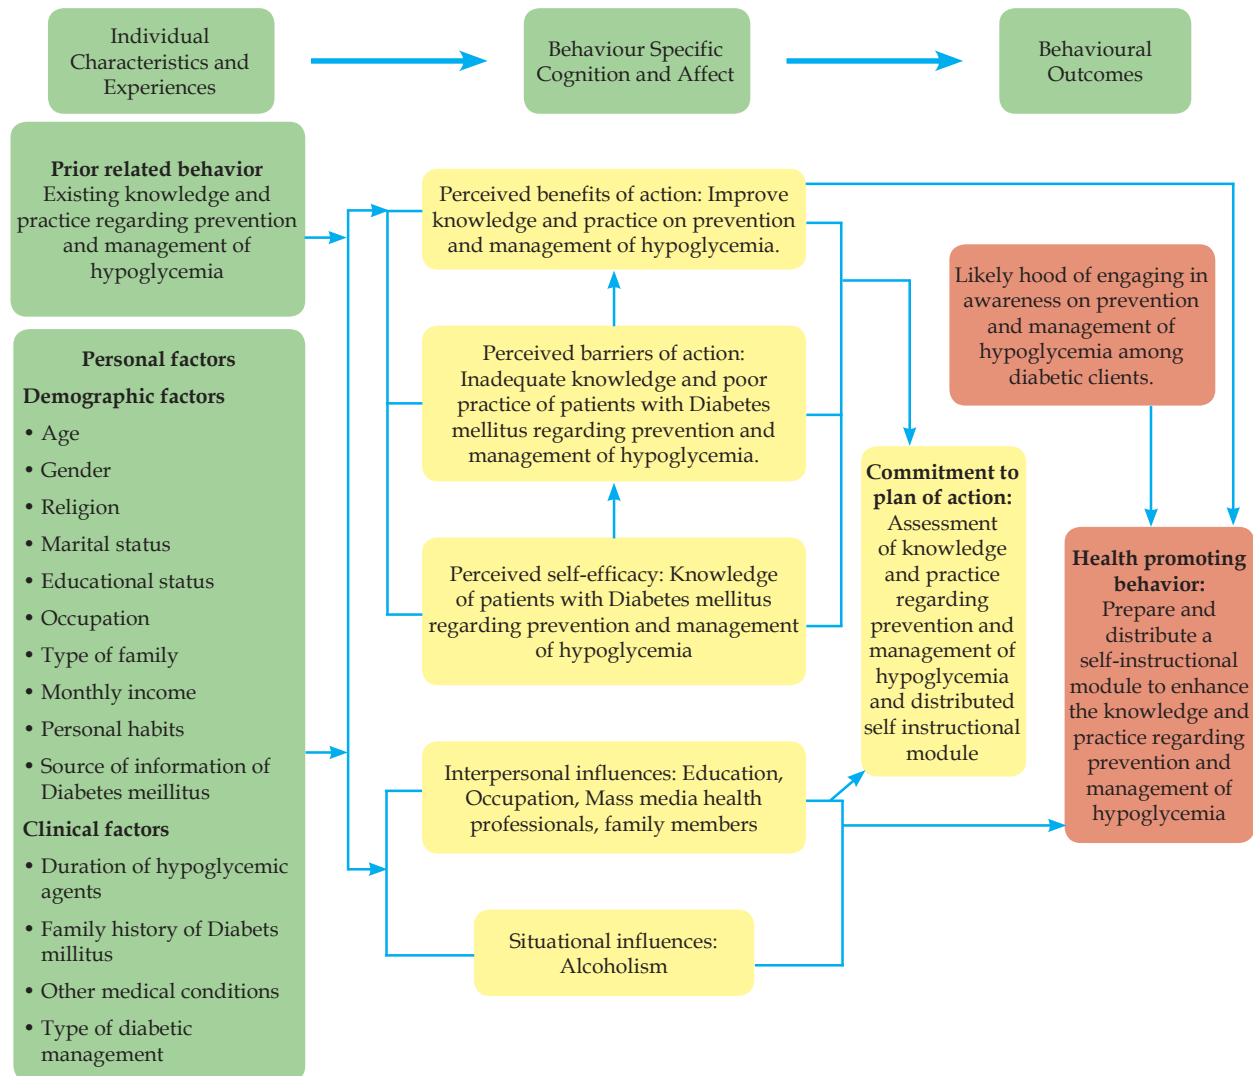 Individual
Characteristics and
Experiences
Behaviour Specific
Cognition and Affect
Behavioural
Outcomes
Prior related behavior
Existing knowledge and
practice regarding prevention
and management of
hypoglycemia
Personal factors
Demographic factors
• Age
• Gender
• Religion
• Marital status
• Educational status
• Occupation
• Type of family
• Monthly income
• Personal habits
• Source of information of
Diabetes meillitus
Clinical factors
• Duration of hypoglycemic
agents
• Family history of Diabets
millitus
• Other medical conditions
• Type of diabetic
management
Perceived benefits of action: Improve
knowledge and practice on prevention
and management of hypoglycemia.
Perceived barriers of action:
Inadequate knowledge and poor
practice of patients with Diabetes
mellitus regarding prevention and
management of hypoglycemia.
Perceived self-efficacy: Knowledge
of patients with Diabetes mellitus
regarding prevention and management
of hypoglycemia
Interpersonal influences: Education,
Occupation, Mass media health
professionals, family members
Situational influences:
Alcoholism
Commitment to
plan of action:
Assessment
of knowledge
and practice
regarding
prevention and
management of
hypoglycemia
and distributed
self instructional
module
Likely hood of engaging in
awareness on prevention
and management of
hypoglycemia among
diabetic clients.
Health promoting
behavior:
Prepare and
distribute a
self-instructional
module to enhance
the knowledge and
practice regarding
prevention and
management of
hypoglycemia